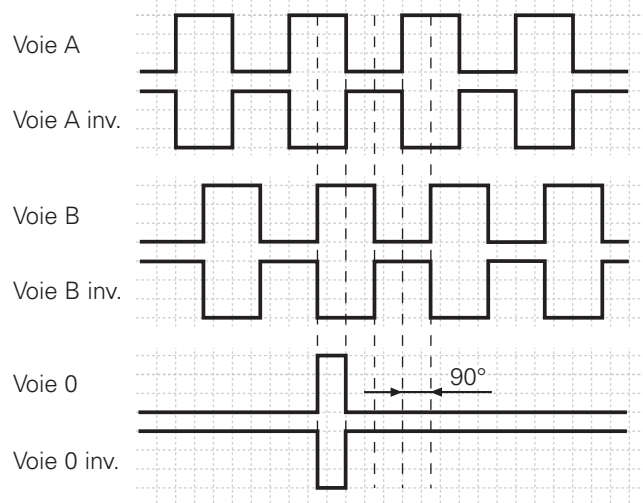 Voie A
Voie A inv.
Voie B
Voie B inv.
Voie 0
90°
Voie 0 inv.